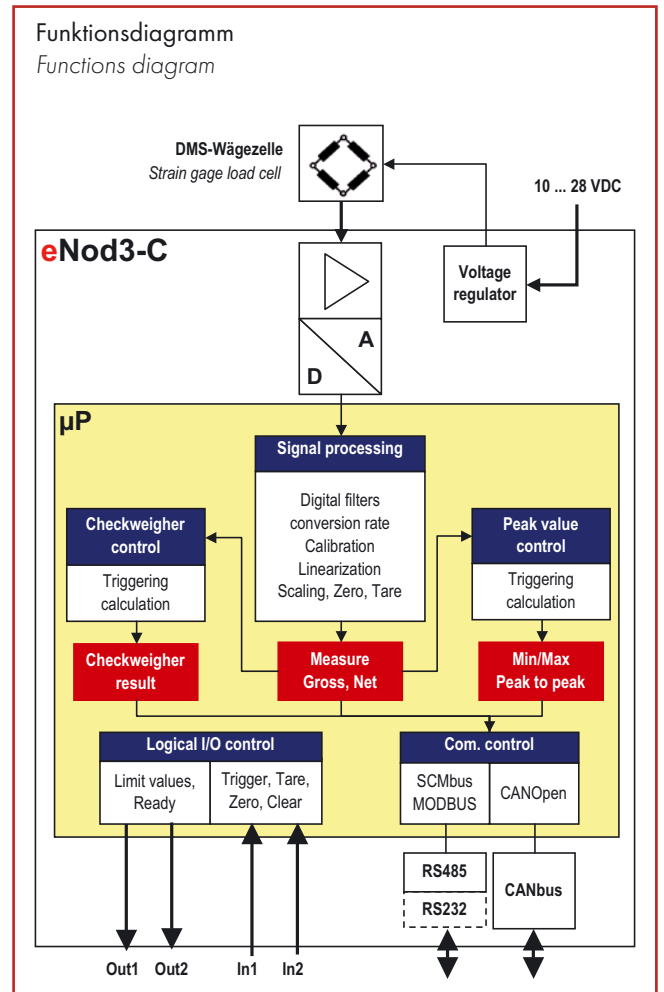 Funktionsdiagramm
Functions diagram
DMS-Wägezelle
Strain gage load cell
10 ... 28 VDC
eNod3-C
Voltage
regulator
A
D
µP
Signal processing
Digital filters
conversion rate
Calibration
Linearization
Scaling, Zero, Tare
Checkweigher
control
Triggering
calculation
Peak value
control
Triggering
calculation
Checkweigher
result
Measure
Gross, Net
Min/Max
Peak to peak
Logical I/O control
Limit values,
Ready
Trigger, Tare,
Zero, Clear
Com. control
SCMbus
MODBUS
CANOpen
RS485
RS232
CANbus
Out1
Out2
In1
In2